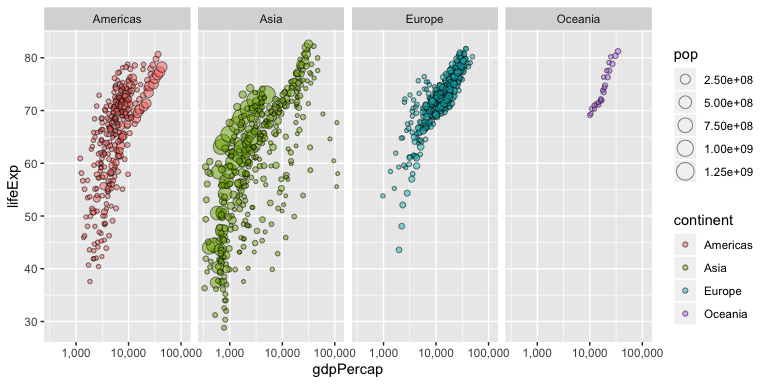 Americas
Asia
Europe
Oceania
80
70
60
50
40
30
lifeExp
1,000
10,000
100,000
1,000
10,000
100,000
1,000
10,000
100,000
1,000
10,000
100,000
gdpPercap
pop
2.50e+08
5.00e+08
7.50e+08
1.00e+09
1.25e+09
continent
Americas
Asia
Europe
Oceania